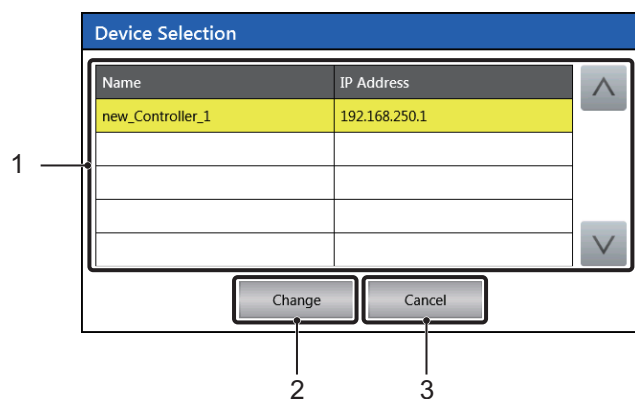 Device Selection
Name IP Address
new_Controller_1 192.168.250.1
1
Change Cancel
2 3